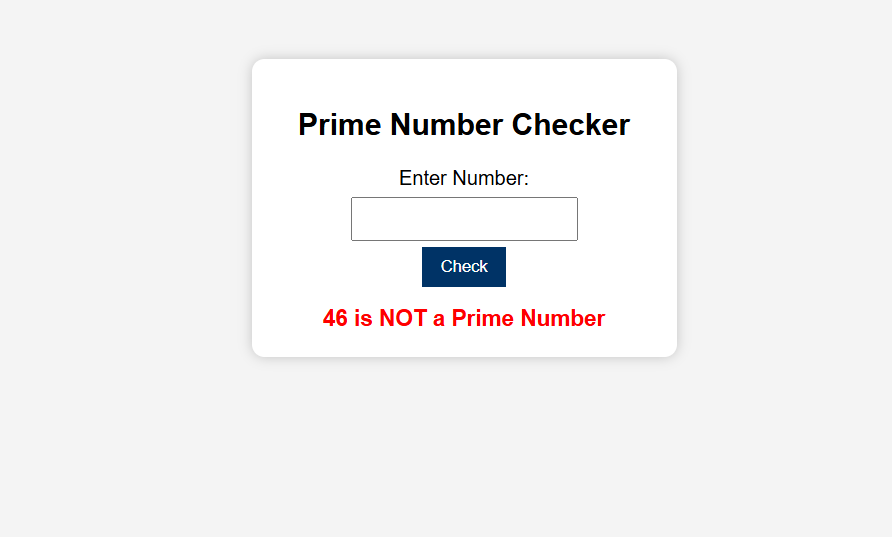 Prime Number Checker
Enter Number:
Check
46 is NOT a Prime Number